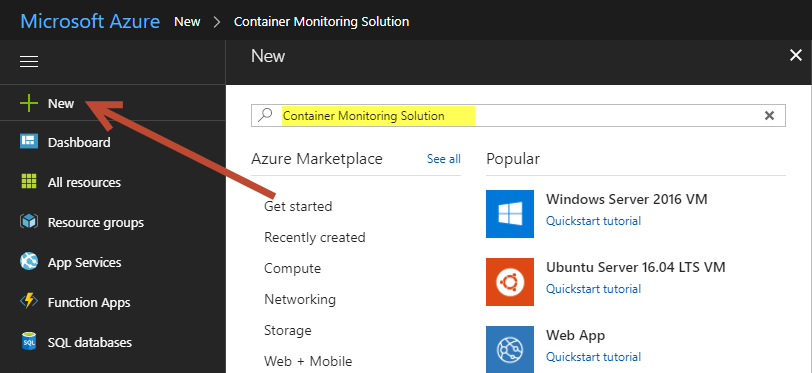 Microsoft Azure New > Container Monitoring Solution
New
New
Container Monitoring Solution
Dashboard
All resources
Resource groups
App Services
Function Apps
SQL databases
SQL
Azure Marketplace See all
Get started
Recently created
Compute
Networking
Storage
Web + Mobile
Popular
Windows Server 2016 VM
Quickstart tutorial
Ubuntu Server 16.04 LTS VM
Quickstart tutorial
Web App
Quickstart tutorial